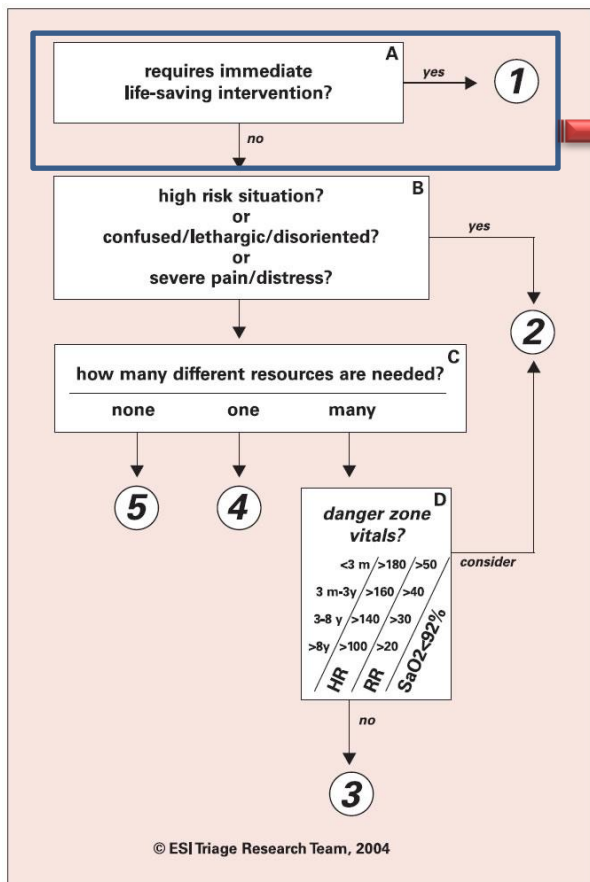 A
requires immediate
life-saving intervention?
yes
1
no
B
high risk situation?
or
confused/lethargic/disoriented?
or
severe pain/distress?
yes
2
C
how many different resources are needed?
none one many
5 4
D
danger zone
vitals?
<3 m >180 >50
3 m-3y >160 >40
3-8 y >140 >30
>8y >100 >20
HR RR SaO2<92%
consider
no
3
© ESI Triage Research Team, 2004